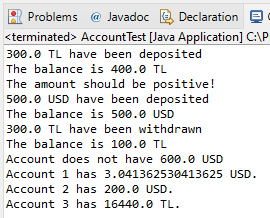 Problems Javadoc Declaration
<terminated> AccountTest [Java Application] C:\P
300.0 TL have been deposited
The balance is 400.0 TL
The amount should be positive!
500.0 USD have been deposited
The balance is 500.0 USD
300.0 TL have been withdrawn
The balance is 100.0 TL
Account does not have 600.0 USD
Account 1 has 3.041362530413625 USD.
Account 2 has 200.0 USD.
Account 3 has 16440.0 TL.